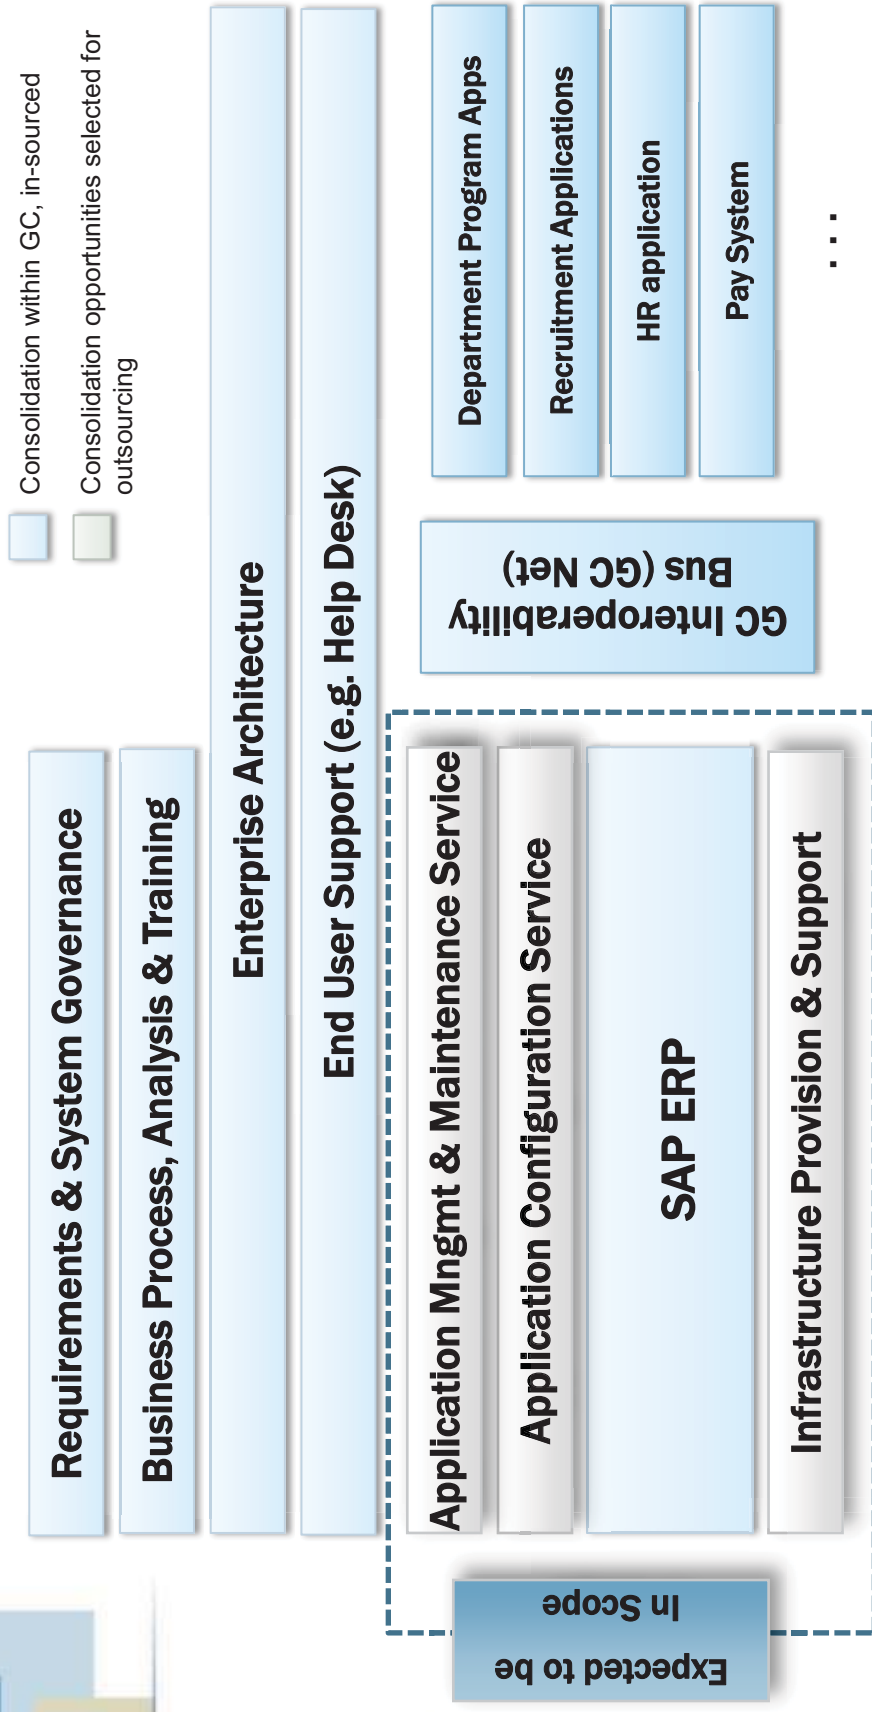 Consolidation within GC, in-sourced
Consolidation opportunities selected for
outsourcing
Requirements & System Governance
Business Process, Analysis & Training
Enterprise Architecture
End User Support (e.g. Help Desk)
Expected to be
In Scope
Application Mngmt & Maintenance Service
Application Configuration Service
SAP ERP
Infrastructure Provision & Support
GC Interoperability
Bus (GC Net)
Department Program Apps
Recruitment Applications
HR application
Pay System
. . .